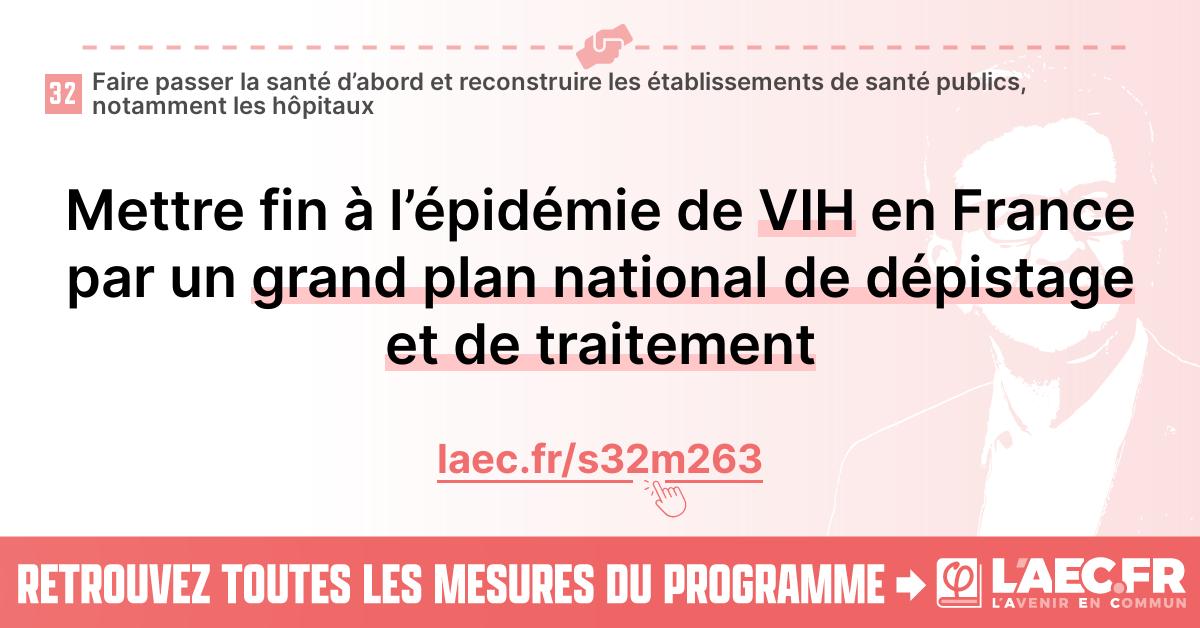 32
Faire passer la santé d’abord et reconstruire les établissements de santé publics,
notamment les hôpitaux
Mettre fin à l’épidémie de VIH en France
par un grand plan national de dépistage
et de traitement
laec.fr/s32m263
RETROUVEZ TOUTES LES MESURES DU PROGRAMME
φ
L'AEC.FR
L'AVENIR EN COMMUN